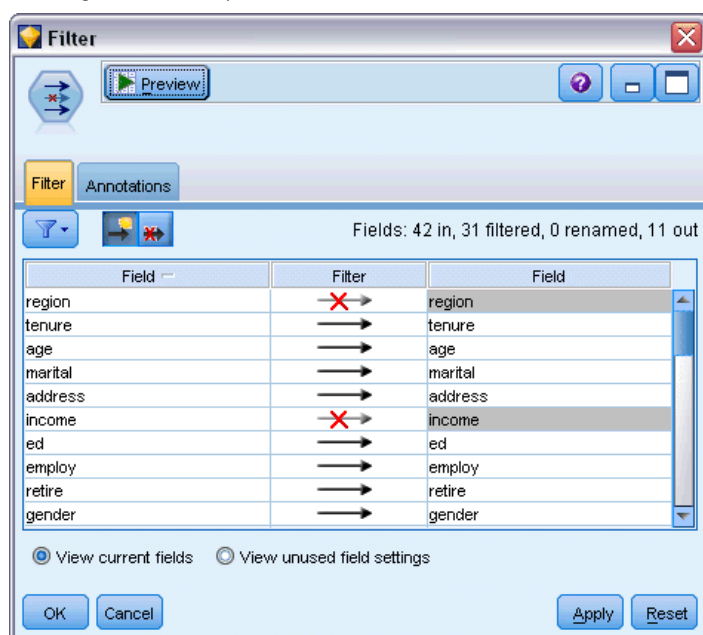 Filter
Preview
Filter Annotations
Fields: 42 in, 31 filtered, 0 renamed, 11 out
Field Filter Field
region region
tenure tenure
age age
marital marital
address address
income income
ed ed
employ employ
retire retire
gender gender
View current fields View unused field settings
OK Cancel Apply Reset